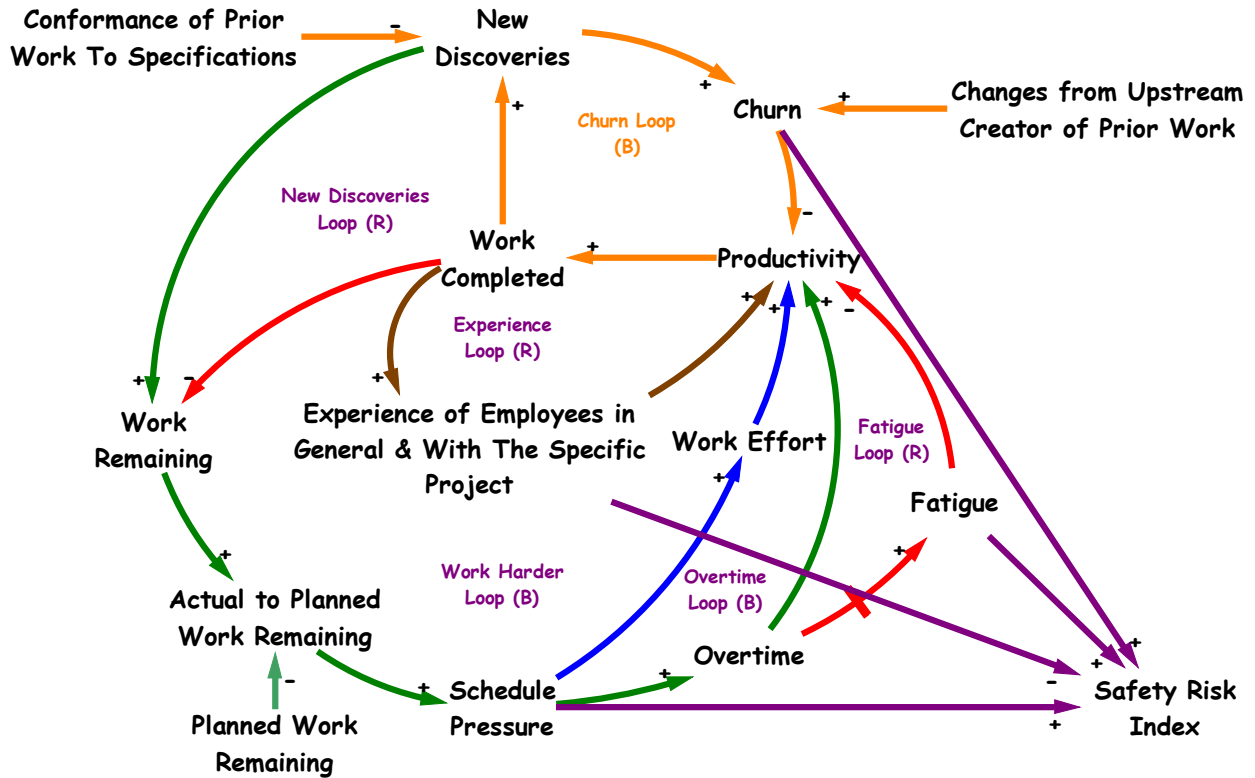 Conformance of Prior
Work To Specifications
-
New
Discoveries
+
Churn
+
Changes from Upstream
Creator of Prior Work
+
Churn Loop
(B)
-
New Discoveries
Loop (R)
Work
Completed
+
Productivity
+
-
Experience
Loop (R)
+
+
+
-
+
Work
Remaining
Experience of Employees in
General & With The Specific
Project
Work Effort
+
Fatigue
Loop (R)
Fatigue
+
+
Actual to Planned
Work Remaining
-
Planned Work
Remaining
Work Harder
Loop (B)
Overtime
Loop (B)
Overtime
+
+
Schedule
Pressure
+
+
-
+
Safety Risk
Index